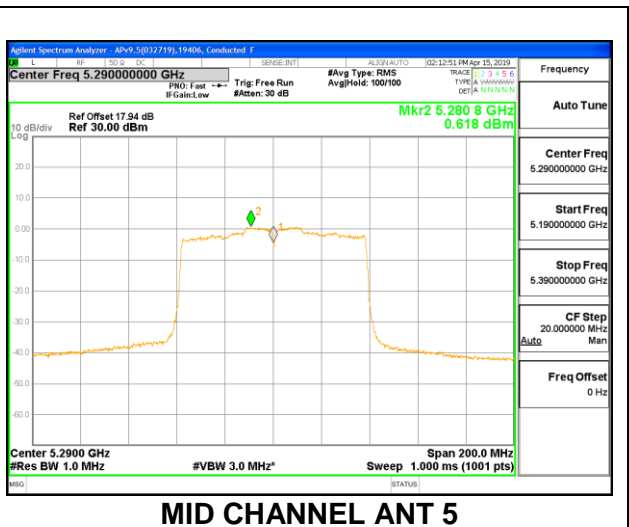 Agilent Spectrum Analyzer - APv9.5(032719),19406, Conducted F
L RF 50 Ω DC SENSE:INT ALIGN AUTO 02:12:51 PM Apr 15, 2019
Center Freq 5.290000000 GHz
PNO: Fast
IFGain:Low
Trig: Free Run
#Atten: 30 dB
#Avg Type: RMS
Avg|Hold: 100/100
TRACE 1 2 3 4 5 6
TYPE A WWWWW
DET A N N N N N
Frequency
Auto Tune
Center Freq
5.290000000 GHz
Start Freq
5.190000000 GHz
Stop Freq
5.390000000 GHz
CF Step
20.000000 MHz
Auto Man
Freq Offset
0 Hz
Mkr2 5.280 8 GHz
0.618 dBm
Ref Offset 17.94 dB
10 dB/div Ref 30.00 dBm
Log
20.0
10.0
0.00
-10.0
-20.0
-30.0
-40.0
-50.0
-60.0
2
1
Center 5.2900 GHz Span 200.0 MHz
#Res BW 1.0 MHz #VBW 3.0 MHz* Sweep 1.000 ms (1001 pts)
MSG STATUS
MID CHANNEL ANT 5